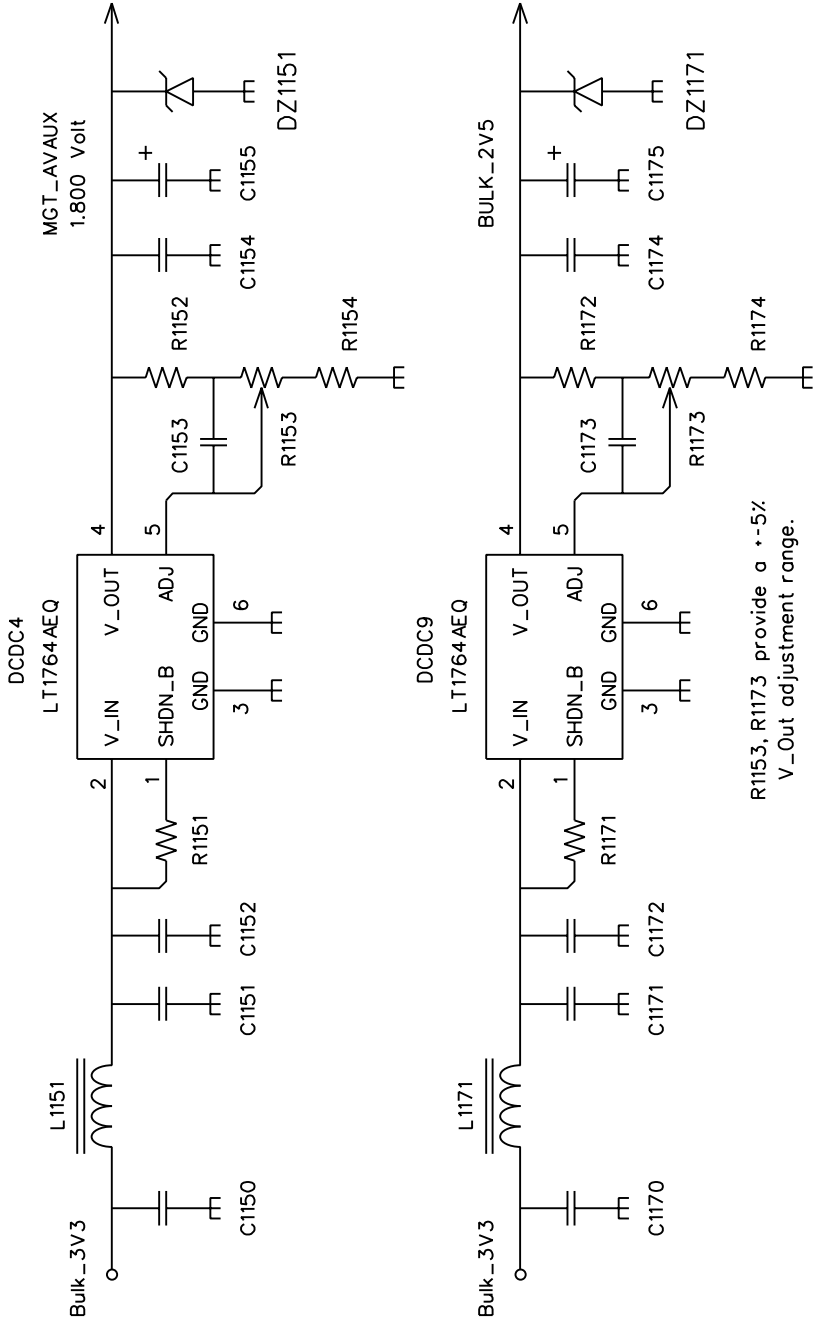 DCDC4
LT1764AEQ
MGT_AVAUX
1.800 Volt
Bulk_3V3
L1151
C1150
C1151
C1152
R1151
2
V_IN
V_OUT
4
1
SHDN_B
ADJ
5
GND
GND
3
6
C1153
R1152
R1153
R1154
C1154
+
C1155
DZ1151
DCDC9
LT1764AEQ
BULK_2V5
Bulk_3V3
L1171
C1170
C1171
C1172
R1171
2
V_IN
V_OUT
4
1
SHDN_B
ADJ
5
GND
GND
3
6
C1173
R1172
R1173
R1174
C1174
+
C1175
DZ1171
R1153, R1173 provide a +-5%
V_Out adjustment range.